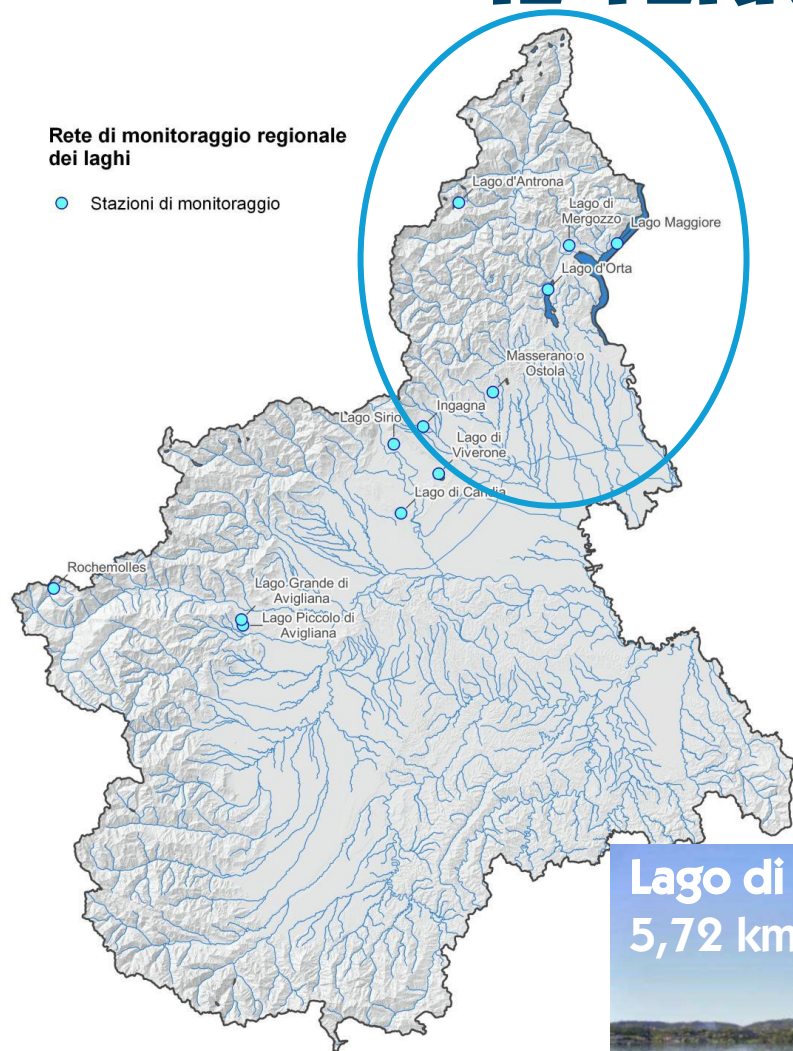 Rete di monitoraggio regionale
dei laghi
Stazioni di monitoraggio
Lago d'Antrona
Lago di
Mergozzo
Lago Maggiore
Lago d'Orta
Masserano o
Ostola
Ingagna
Lago Sirio
Lago di
Viverone
Lago di Candia
Rochemolles
Lago Grande di
Avigliana
Lago Piccolo di
Avigliana
Lago di
5,72 km